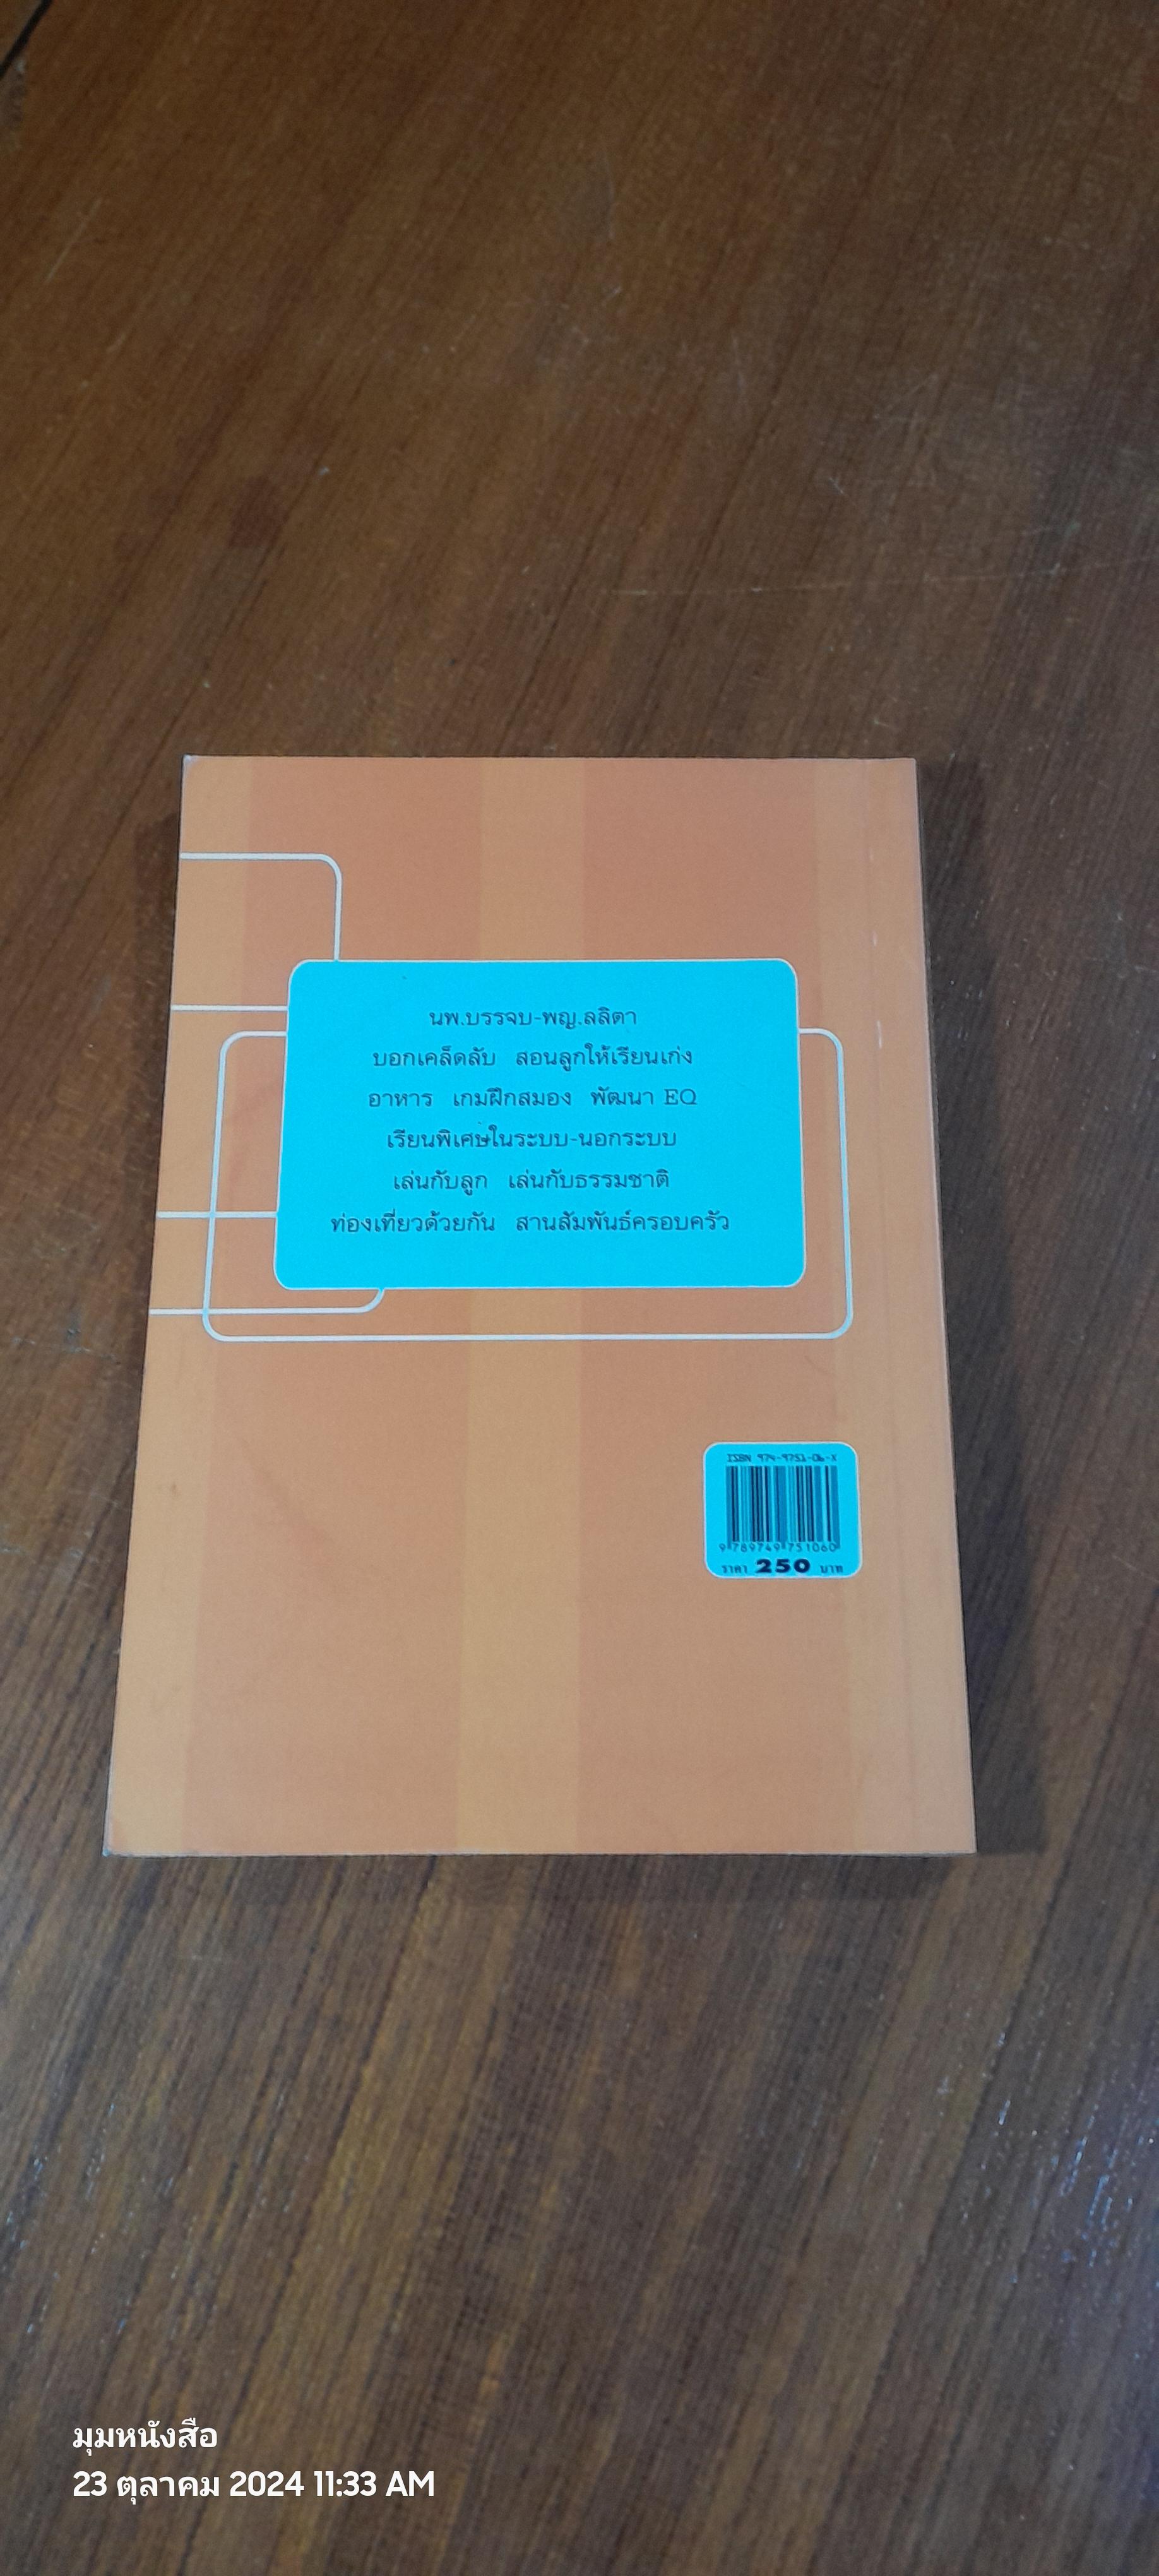 นพ.บรรจบ-พญ.ลลิตา
บอกเคล็ดลับ สอนลูกให้เรียนเก่ง
อาหาร เกมฝึกสมอง พัฒนา EQ
เรียนพิเศษในระบบ-นอกระบบ
เล่นกับลูก เล่นกับธรรมชาติ
ท่องเที่ยวด้วยกัน สานสัมพันธ์ครอบครัว
ISBN 974-9751-06-X
9 789749 751060
ราคา 250 บาท
มุมหนังสือ
23 ตุลาคม 2024 11:33 AM